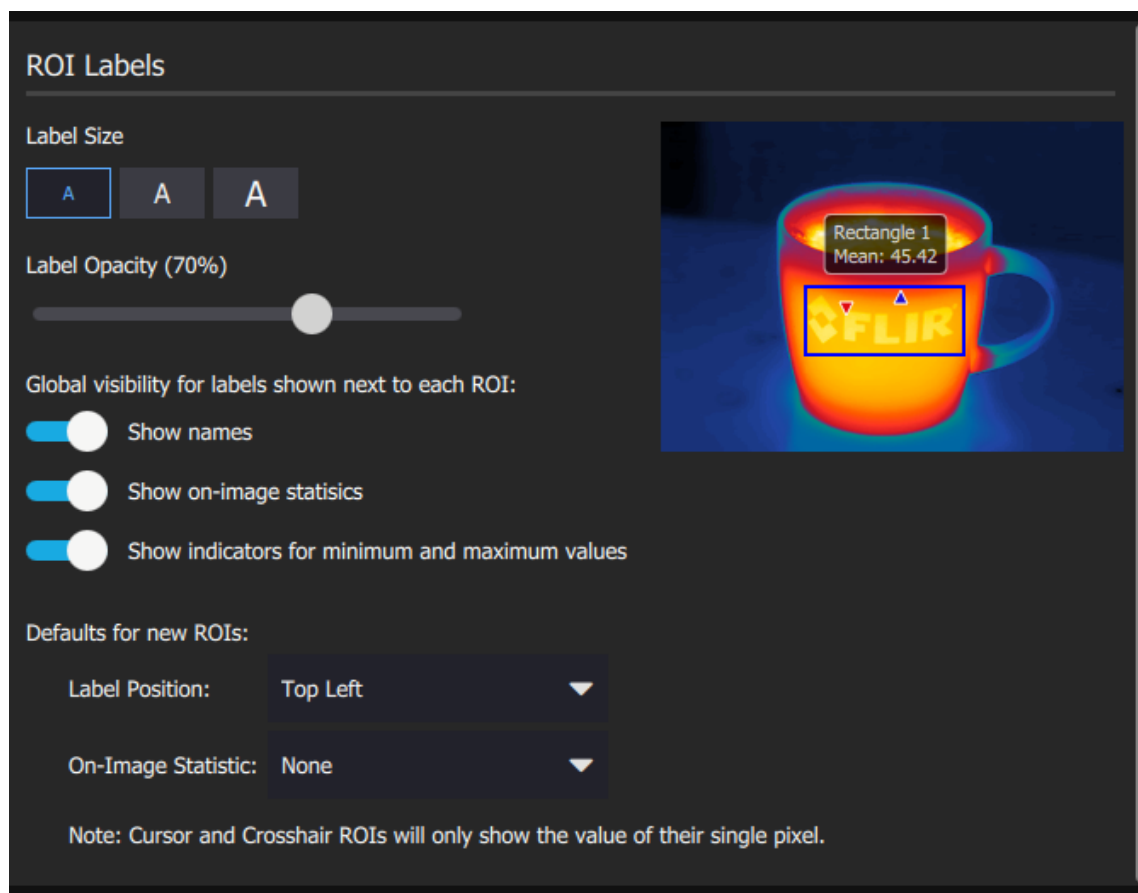 ROI Labels
Label Size
A A A
Rectangle 1
Mean: 45.42
FLIR
Label Opacity (70%)
Global visibility for labels shown next to each ROI:
Show names
Show on-image statisics
Show indicators for minimum and maximum values
Defaults for new ROIs:
Label Position: Top Left
On-Image Statistic: None
Note: Cursor and Crosshair ROIs will only show the value of their single pixel.